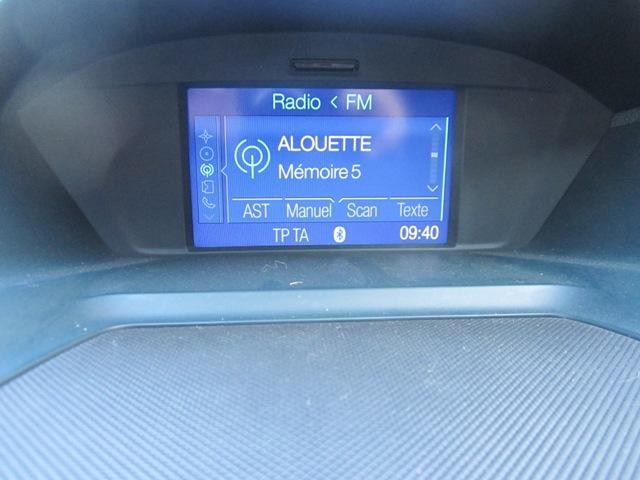 Radio < FM
ALOUETTE
Mémoire 5
AST Manuel Scan Texte
TP TA 09:40